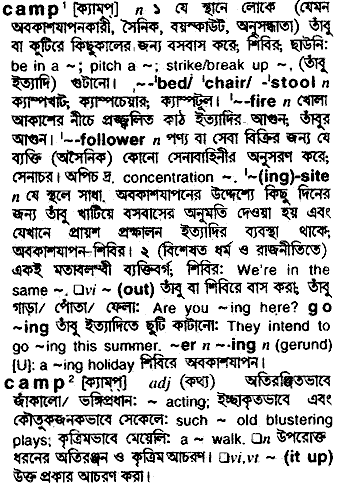 camp¹ [ক্যাম্প্] n ১ যে স্থানে লোকে (যেমন
অবকাশযাপনকারী, সৈনিক, বয়স্কাউট, অনুসন্ধাতা) তাঁবু
বা কুটিরে কিছুকালের জন্য বসবাস করে; শিবির; ছাউনি:
be in a ~; pitch a ~; strike/break up ~, (তাঁবু
ইত্যাদি) গুটানো। ˈ~-bed/ ˈchair/ -ˈstool n
ক্যাম্পখাট; ক্যাম্পচেয়ার; ক্যাম্পটুল। ˈ~-fire n খোলা
আকাশের নীচে প্রজ্বলিত কাঠ ইত্যাদির আগুন; তাঁবুর
আগুন। ˈ~-follower n পণ্য বা সেবা বিক্রির জন্য যে
ব্যক্তি (অসৈনিক) কোনো সেনাবাহিনীর অনুসরণ করে;
সেনাচর। অপিচ দ্র. concentration ~. ˈ~(ing)-site
n যে স্থলে সাধা. অবকাশযাপনের উদ্দেশ্যে কিছু দিনের
জন্য তাঁবু খাটিয়ে বসবাসের অনুমতি দেওয়া হয় এবং
যেখানে প্রায়শ প্রক্ষালন ইত্যাদির ব্যবস্থা থাকে;
অবকাশযাপন-শিবির। ২ (বিশেষত ধর্ম ও রাজনীতিতে)
একই মতাবলম্বী ব্যক্তিবর্গ; শিবির: We're in the
same ~. □vi ~ (out) তাঁবু বা শিবিরে বাস করা; তাঁবু
গাড়া/ পোঁতা/ ফেলা: Are you ~ing here? go
~ing তাঁবু ইত্যাদিতে ছুটি কাটানো: They intend to
go ~ing this summer. ~er n ~-ing n (gerund)
[U]: a ~ing holiday শিবিরে অবকাশযাপন।
camp² [ক্যাম্প্] adj (কথ্য) অতিরঞ্জিতভাবে
জাঁকালো/ ভঙ্গিপ্রধান: ~ acting; ইচ্ছাকৃতভাবে এবং
কৌতুকজনকভাবে সেকেলে: such ~ old blustering
plays; কৃত্রিমভাবে মেয়েলি: a ~ walk. □n উপরোক্ত
ধরনের অতিরঞ্জন ও কৃত্রিম আচরণ। □vi,vt ~ (it up)
উক্ত প্রকার আচরণ করা।